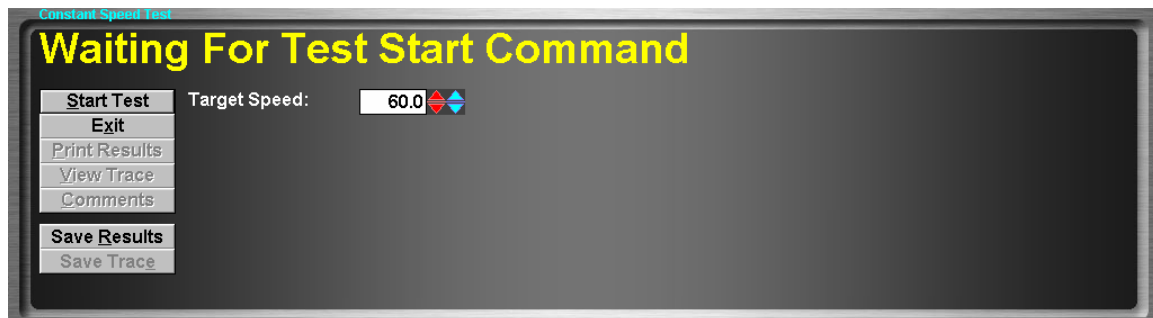 Constant Speed Test
Waiting For Test Start Command
Start Test
Target Speed: 60.0
Exit
Print Results
View Trace
Comments
Save Results
Save Trace